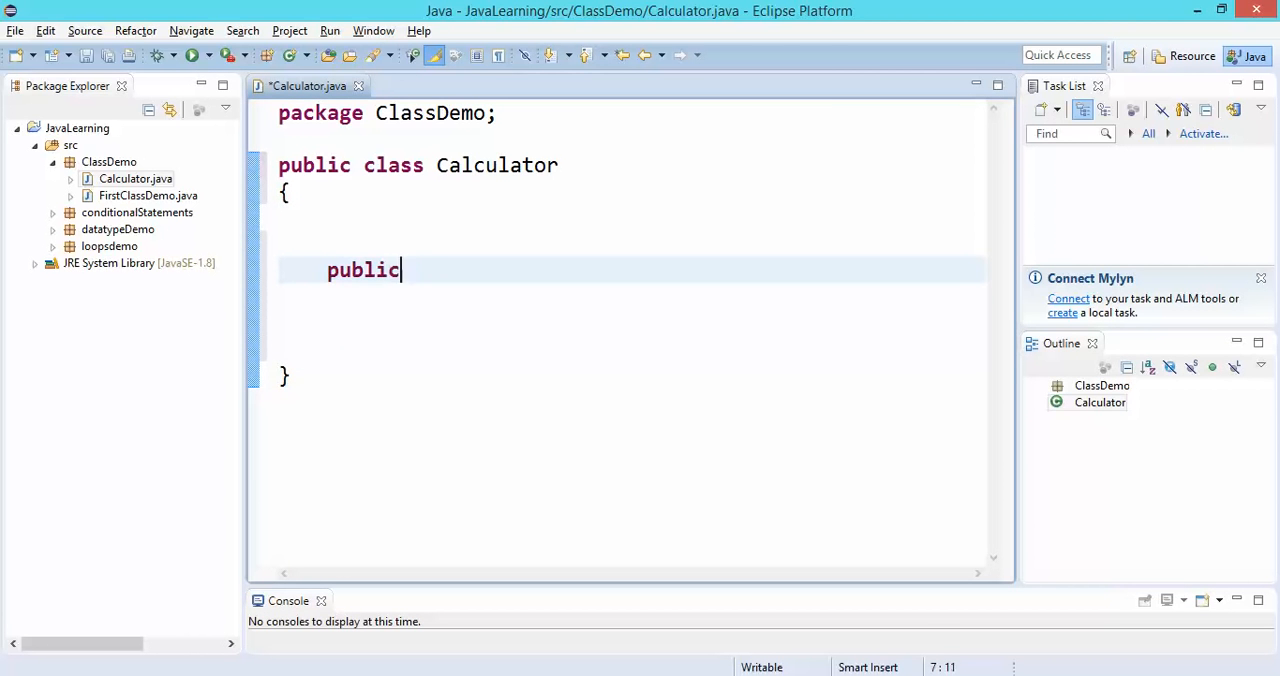 Java - JavaLearning/src/ClassDemo/Calculator.java - Eclipse Platform
File Edit Source Refactor Navigate Search Project Run Window Help
Quick Access Resource Java
Package Explorer
JavaLearning
src
ClassDemo
Calculator.java
FirstClassDemo.java
conditionalStatements
datatypeDemo
loopsdemo
JRE System Library [JavaSE-1.8]
*Calculator.java
package ClassDemo;
public class Calculator
{
public
}
Task List
Find All Activate...
Connect Mylyn
Connect to your task and ALM tools or
create a local task.
Outline
ClassDemo
Calculator
Console
No consoles to display at this time.
Writable Smart Insert 7 : 11